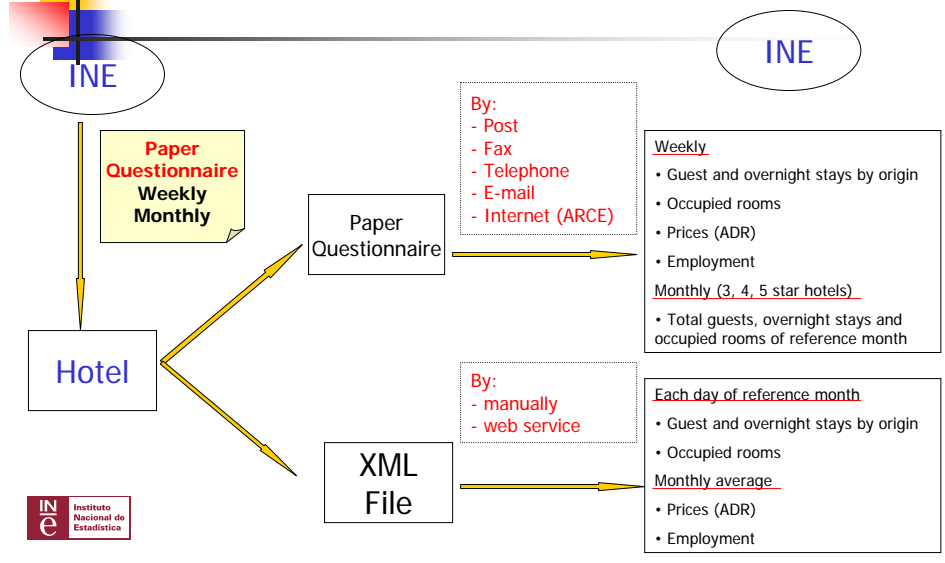 INE
INE
Paper
Questionnaire
Weekly
Monthly
By:
- Post
- Fax
- Telephone
- E-mail
- Internet (ARCE)
Paper
Questionnaire
Weekly
• Guest and overnight stays by origin
• Occupied rooms
• Prices (ADR)
• Employment
Monthly (3, 4, 5 star hotels)
• Total guests, overnight stays and
occupied rooms of reference month
Hotel
By:
- manually
- web service
XML
File
Each day of reference month
• Guest and overnight stays by origin
• Occupied rooms
Monthly average
• Prices (ADR)
• Employment
INe
Instituto
Nacional de
Estadística